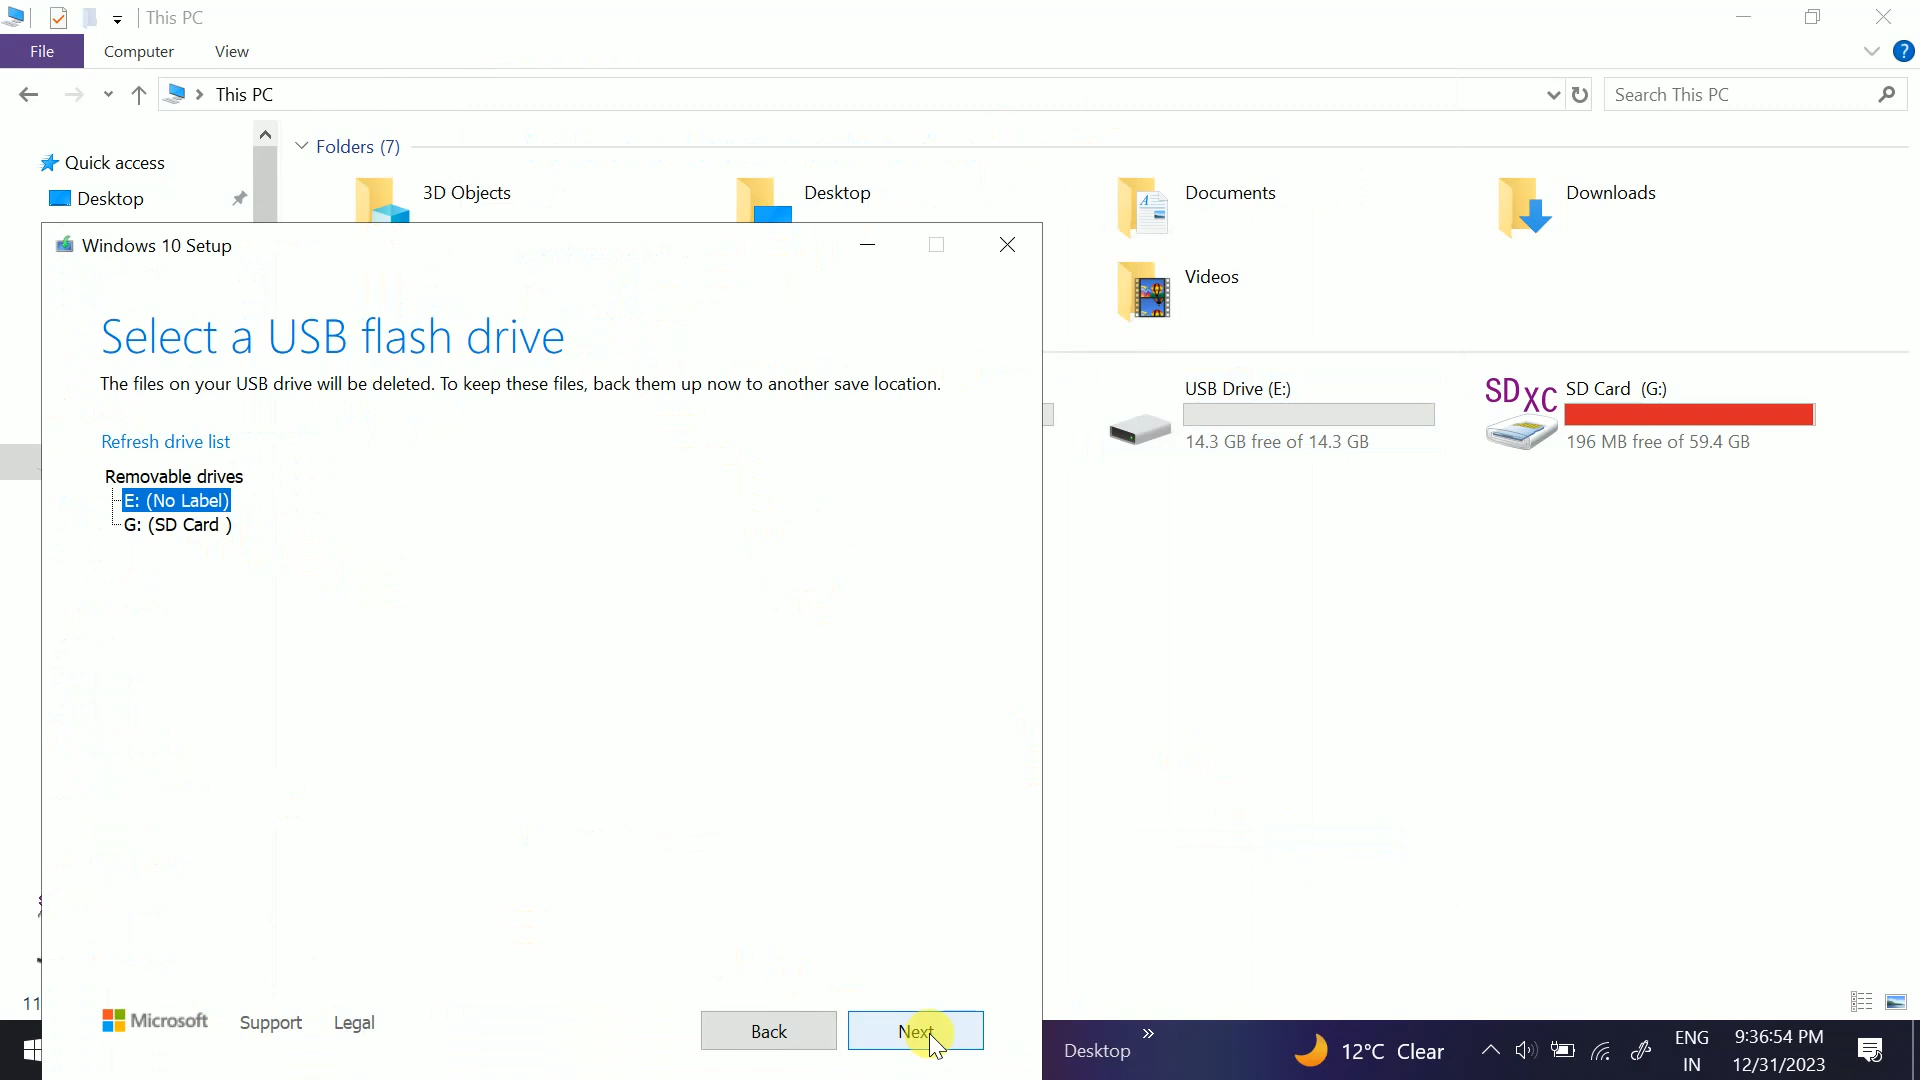 This PC
File Computer View
This PC
Search This PC
Quick access
Desktop
Folders (7)
3D Objects
Desktop
Documents
Downloads
Videos
USB Drive (E:)
14.3 GB free of 14.3 GB
SD XC
SD Card (G:)
196 MB free of 59.4 GB
Windows 10 Setup
Select a USB flash drive
The files on your USB drive will be deleted. To keep these files, back them up now to another save location.
Refresh drive list
Removable drives
E: (No Label)
G: (SD Card )
Microsoft Support Legal
Back
Next
11
Desktop
12°C Clear
ENG
IN
9:36:54 PM
12/31/2023